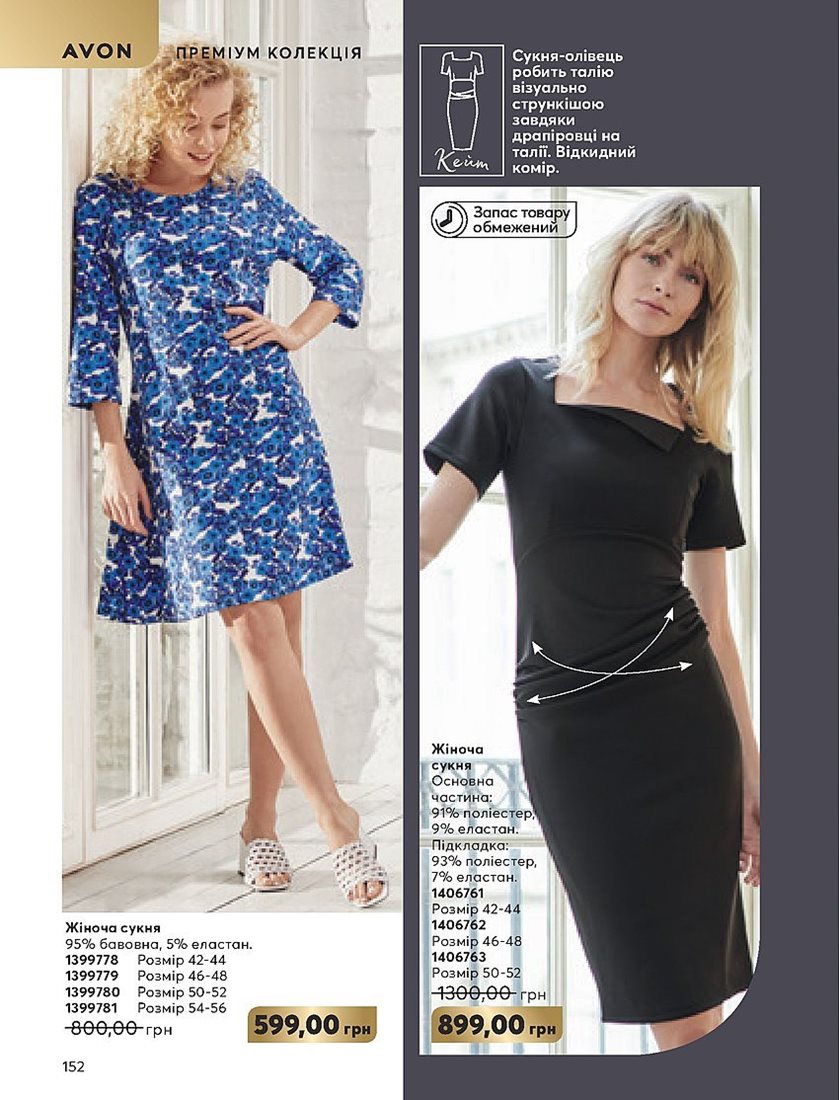 AVON
ПРЕМІУМ КОЛЕКЦІЯ
Кейт
Сукня-олівець
робить талію
візуально
стрункішою
завдяки
драпіровці на
талії. Відкидний
комір.
Запас товару
обмежений
Жіноча
сукня
Основна
частина:
91% поліестер,
9% еластан.
Підкладка:
93% поліестер,
7% еластан.
1406761
Розмір 42-44
1406762
Розмір 46-48
1406763
Розмір 50-52
1300,00 грн
899,00 грн
Жіноча сукня
95% бавовна, 5% еластан.
1399778 Розмір 42-44
1399779 Розмір 46-48
1399780 Розмір 50-52
1399781 Розмір 54-56
800,00 грн
599,00 грн
152